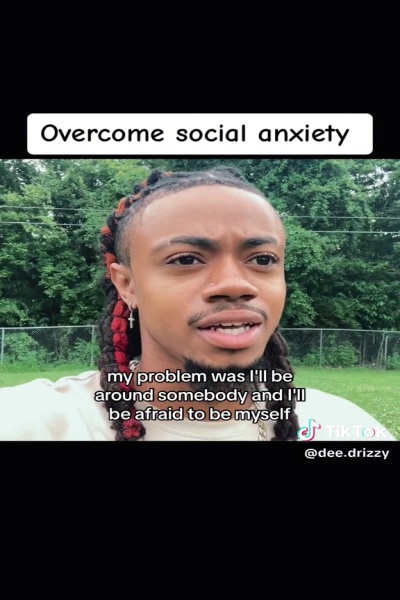 Overcome social anxiety
my problem was I'll be
around somebody and I'll
be afraid to be myself
TikTok
@dee.drizzy